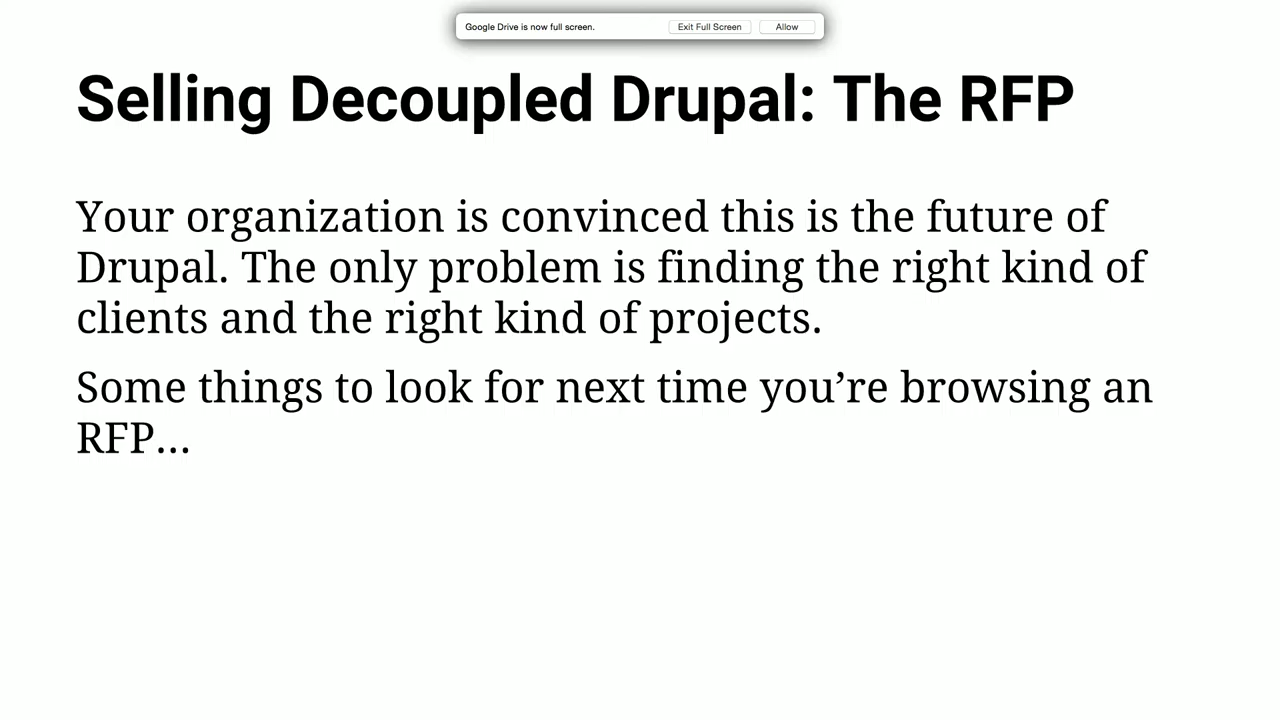 Google Drive is now full screen. Exit Full Screen Allow
Selling Decoupled Drupal: The RFP
Your organization is convinced this is the future of
Drupal. The only problem is finding the right kind of
clients and the right kind of projects.
Some things to look for next time you’re browsing an
RFP…